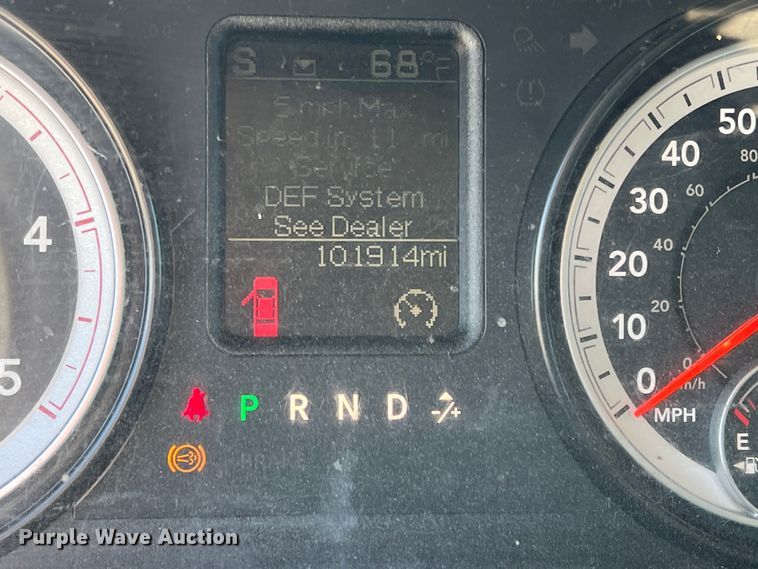 S 68°F
5 mph Max
Speed in mi
Service
DEF System
See Dealer
101914mi
4
5
P R N D -/+
50
40
30
20
10
0
MPH
80
60
40
20
0
km/h
E
Purple Wave Auction